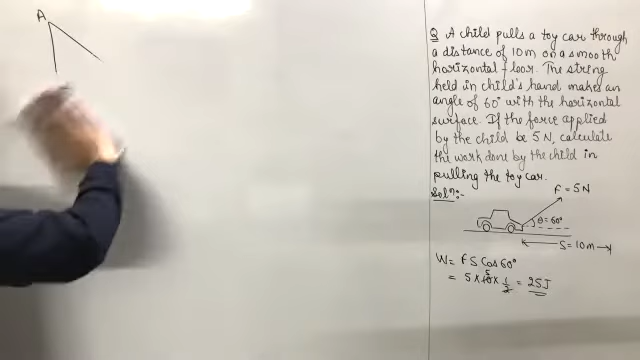 A
Q A child pulls a toy car through
a distance of 10m on a smooth
horizontal floor. The string
held in child's hand makes an
angle of 60° with the horizontal
surface. If the force applied
by the child be 5N, calculate
the work done by the child in
pulling the toy car.
Solⁿ:-
F = 5N
θ = 60°
S = 10m
W = FS Cos60°
= 5 × 10 5 × 1/2 = 25J